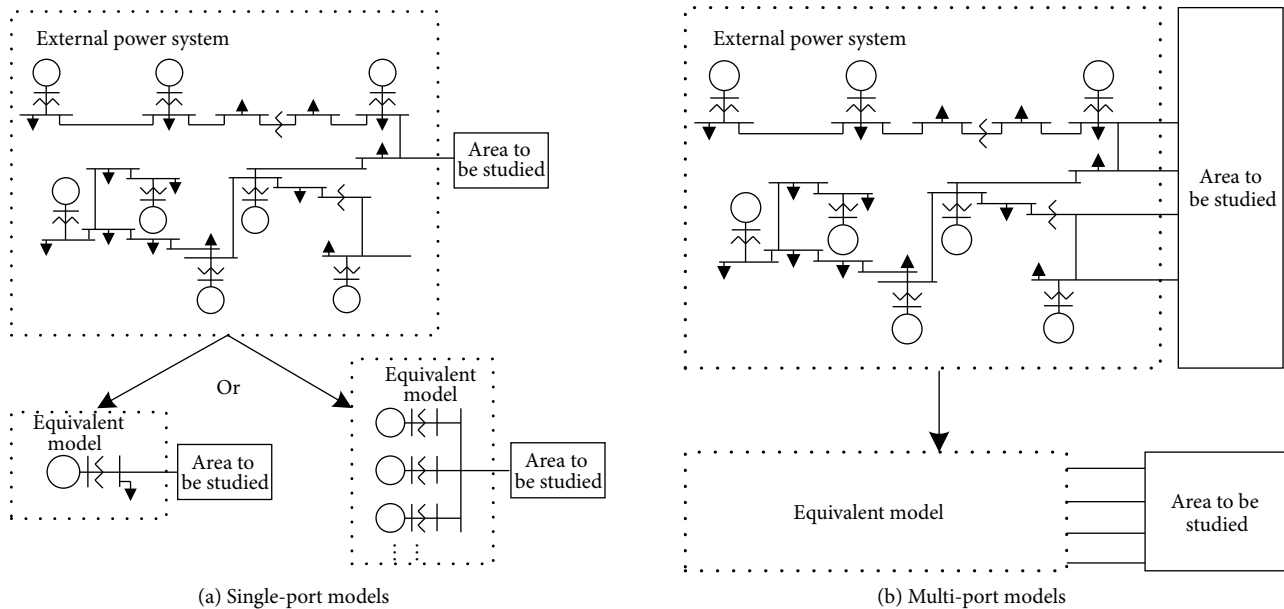 External power system
Area to
be studied
Or
Equivalent
model
Area to
be studied
Equivalent
model
Area to
be studied
(a) Single-port models
External power system
Area to
be studied
Equivalent model
Area to be
studied
(b) Multi-port models